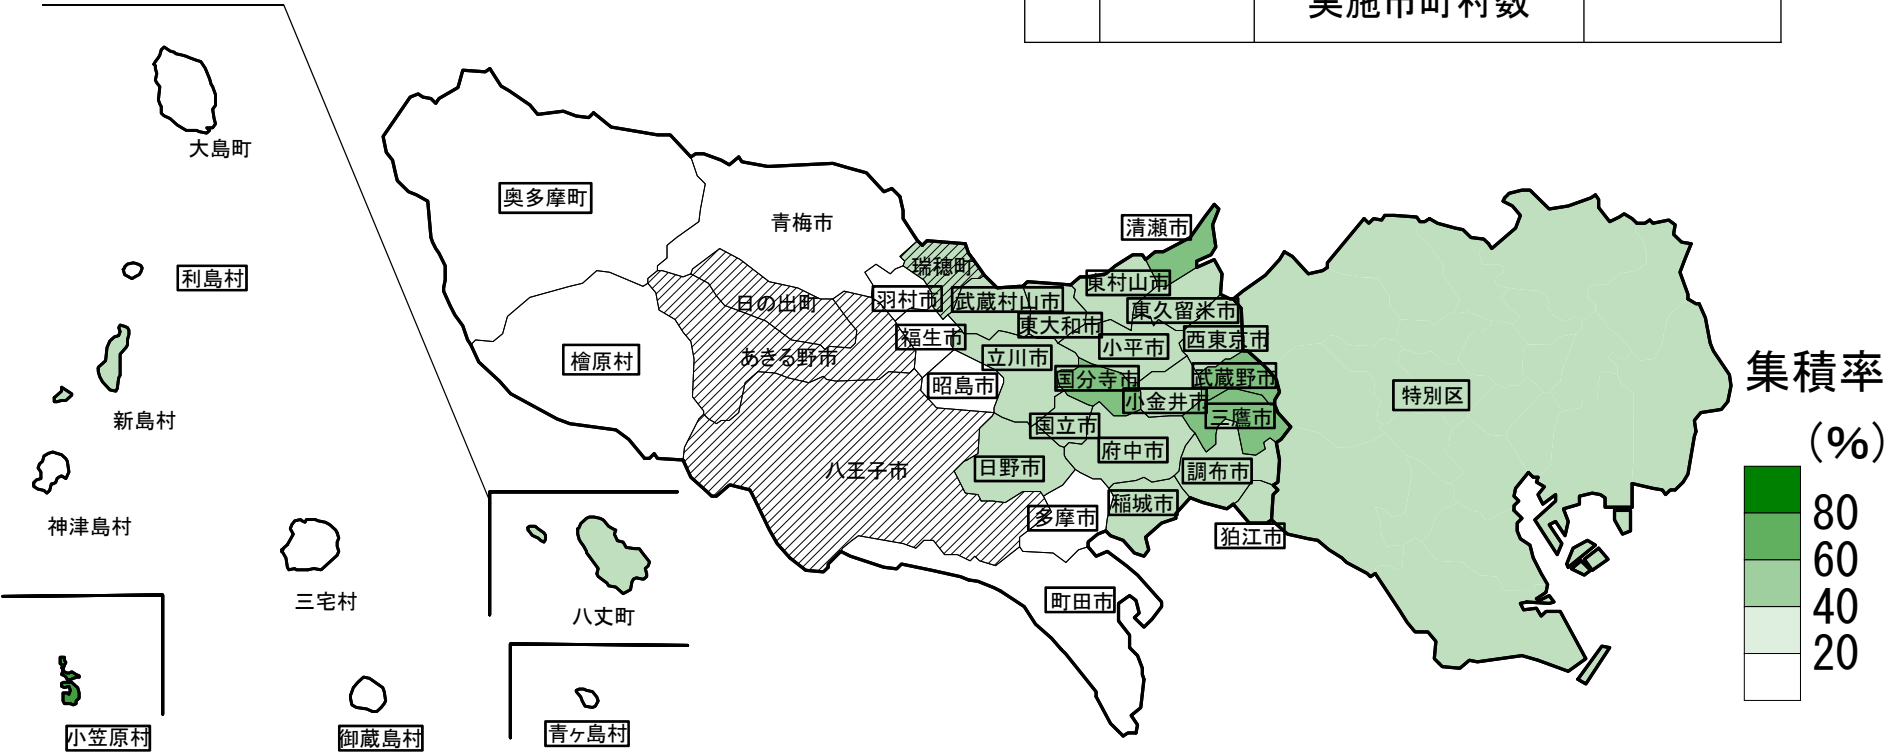 実施市町村数
大島町
奥多摩町
青梅市
清瀬市
瑞穂町
利島村
東村山市
日の出町
羽村市
武蔵村山市
東久留米市
東大和市
福生市
西東京市
小平市
あきる野市
立川市
檜原村
昭島市
国分寺市
武蔵野市
集積率
(%)
特別区
小金井市
三鷹市
新島村
国立市
府中市
八王子市
日野市
調布市
稲城市
多摩市
神津島村
狛江市
80
60
40
20
三宅村
町田市
八丈町
小笠原村
御蔵島村
青ヶ島村